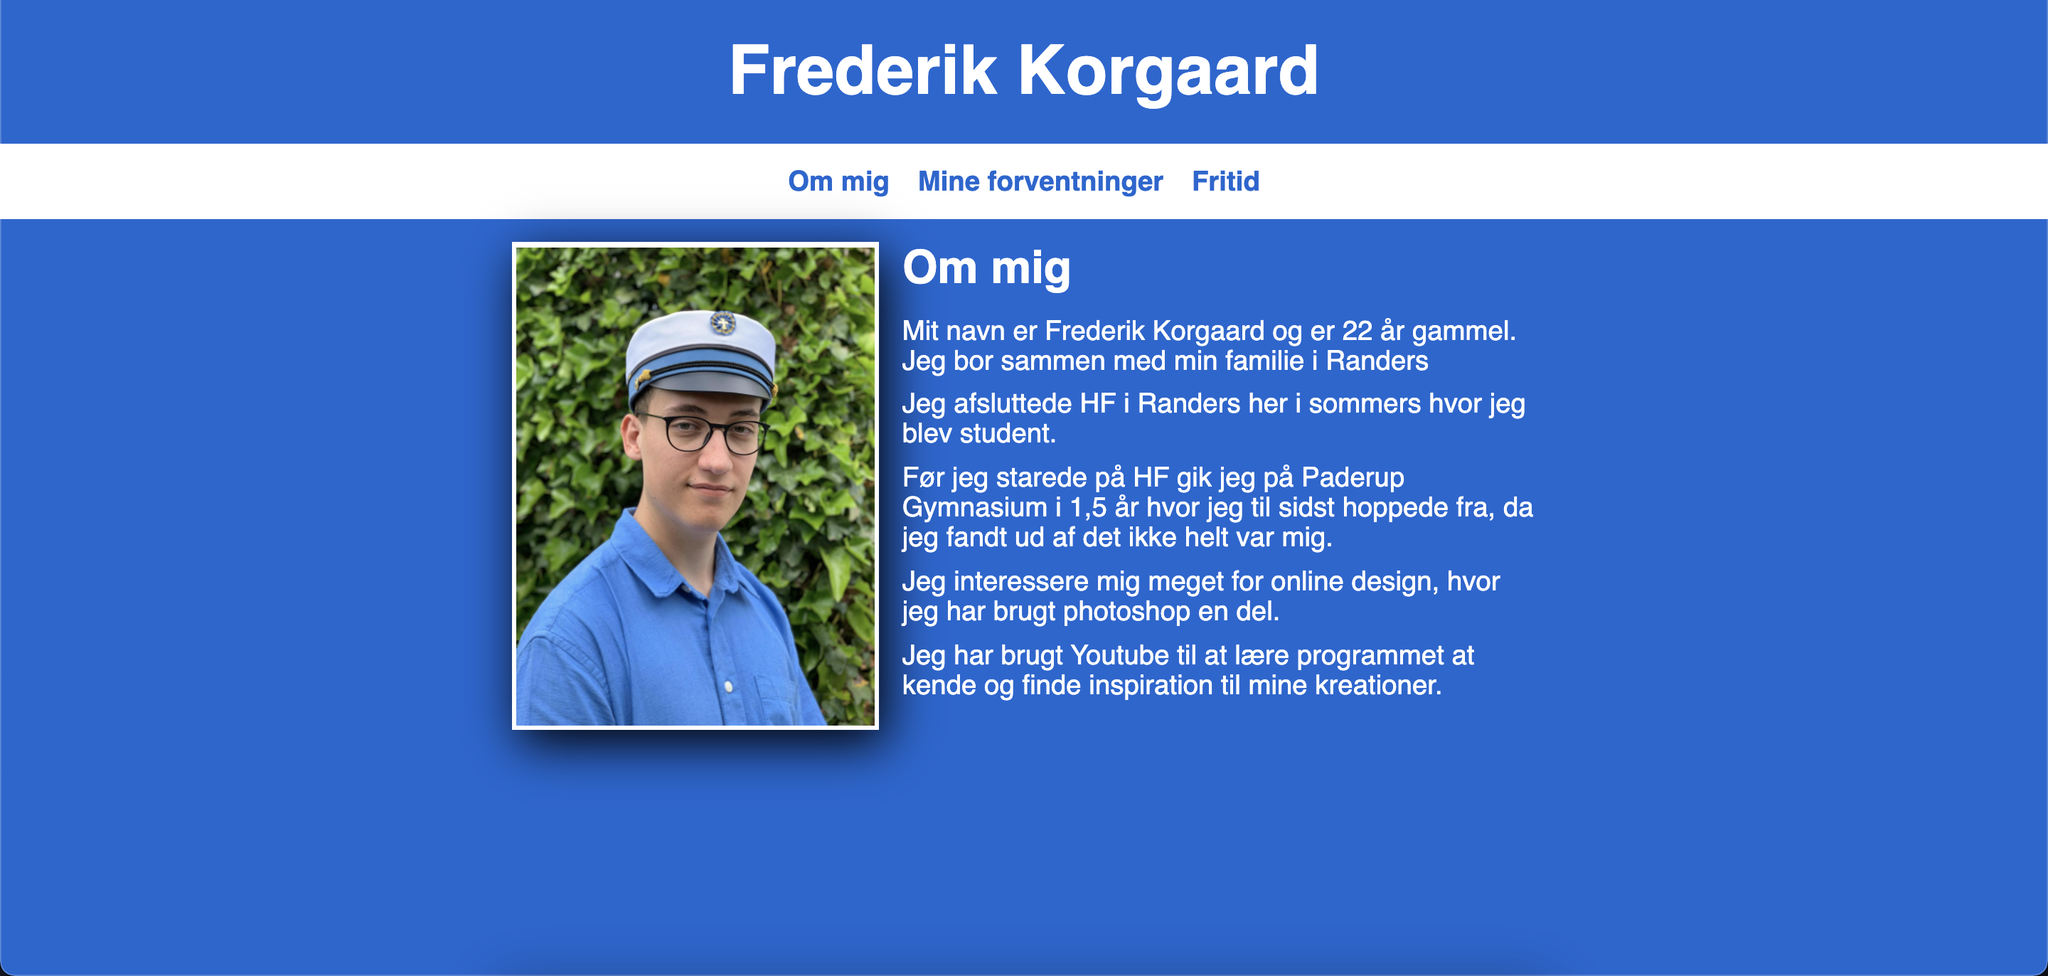 Frederik Korgaard
Om mig Mine forventninger Fritid
Om mig
Mit navn er Frederik Korgaard og er 22 år gammel.
Jeg bor sammen med min familie i Randers
Jeg afsluttede HF i Randers her i sommers hvor jeg
blev student.
Før jeg starede på HF gik jeg på Paderup
Gymnasium i 1,5 år hvor jeg til sidst hoppede fra, da
jeg fandt ud af det ikke helt var mig.
Jeg interessere mig meget for online design, hvor
jeg har brugt photoshop en del.
Jeg har brugt Youtube til at lære programmet at
kende og finde inspiration til mine kreationer.